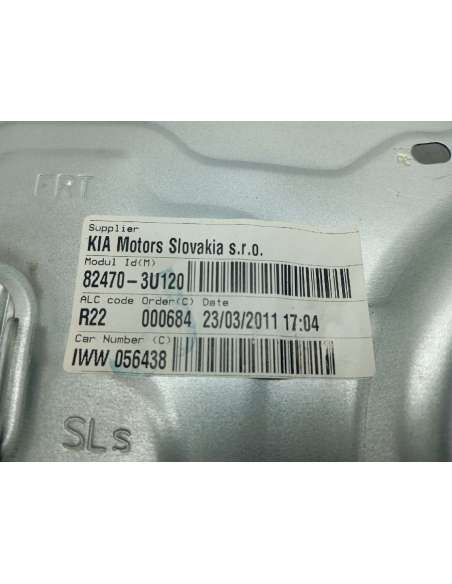 FRT
Supplier
KIA Motors Slovakia s.r.o.
Modul Id(M)
82470-3U120
ALC code Order(C) Date
R22 000684 23/03/2011 17:04
Car Number (C)
IWW 056438
SLs